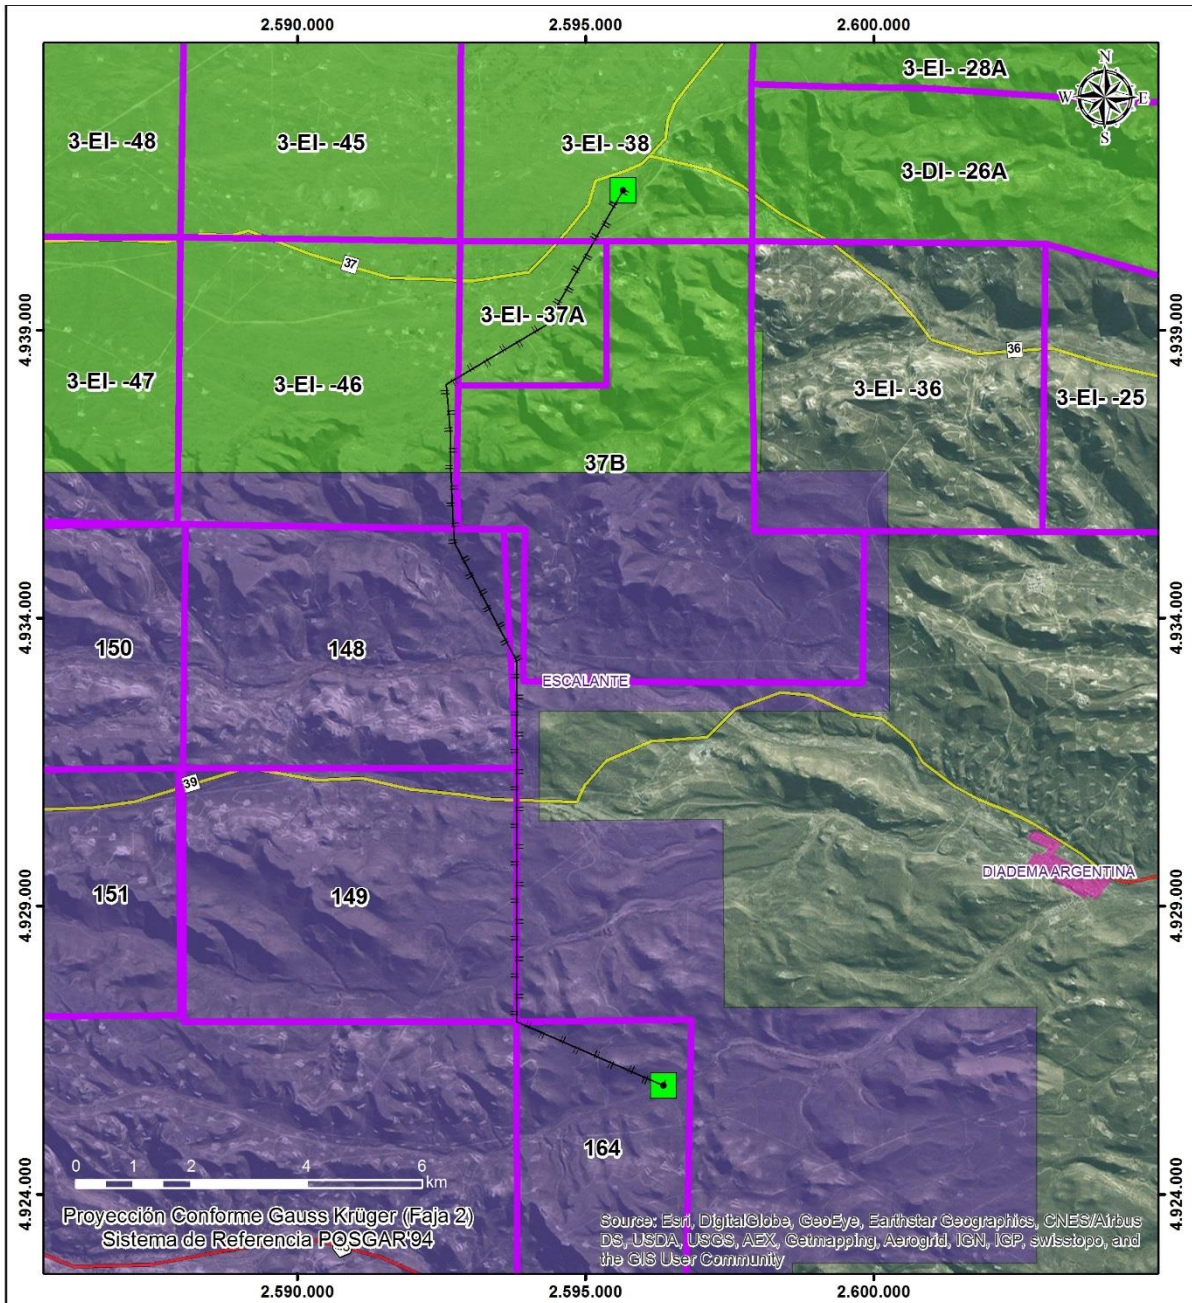 2.590.000
2.595.000
2.600.000
3-EI- -28A
N
W
E
S
3-EI- -48
3-EI- -45
3-EI- -38
3-DI- -26A
37
3-EI- -37A
4.939.000
4.939.000
36
3-EI- -47
3-EI- -46
3-EI- -36
3-EI- -25
37B
4.934.000
4.934.000
150
148
ESCALANTE
39
151
149
DIADEMA ARGENTINA
4.929.000
4.929.000
164
0
1
2
4
6
km
4.924.000
4.924.000
Proyección Conforme Gauss Krüger (Faja 2)
Sistema de Referencia POSGAR'94
Source: Esri, DigitalGlobe, GeoEye, Earthstar Geographics, CNES/Airbus
DS, USDA, USGS, AEX, Getmapping, Aerogrid, IGN, IGP, swisstopo, and
the GIS User Community
2.590.000
2.595.000
2.600.000